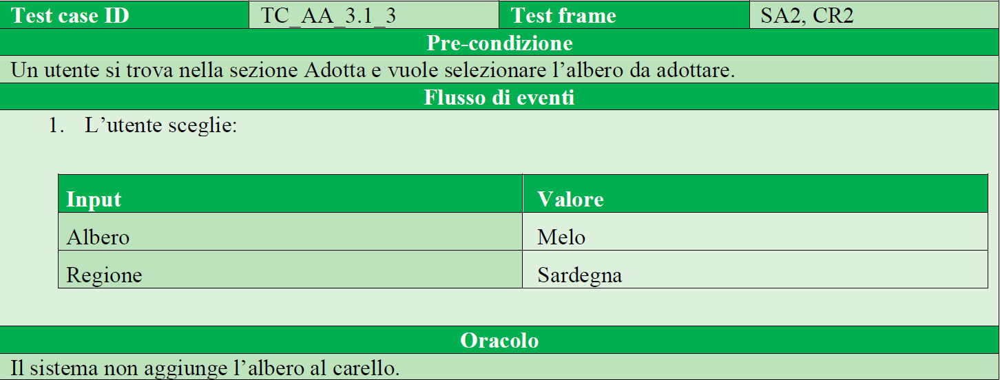 Test case ID TC_AA_3.1_3 Test frame SA2, CR2
Pre-condizione
Un utente si trova nella sezione Adotta e vuole selezionare l’albero da adottare.
Flusso di eventi
1. L’utente sceglie:
Input Valore
Albero Melo
Regione Sardegna
Oracolo
Il sistema non aggiunge l’albero al carello.